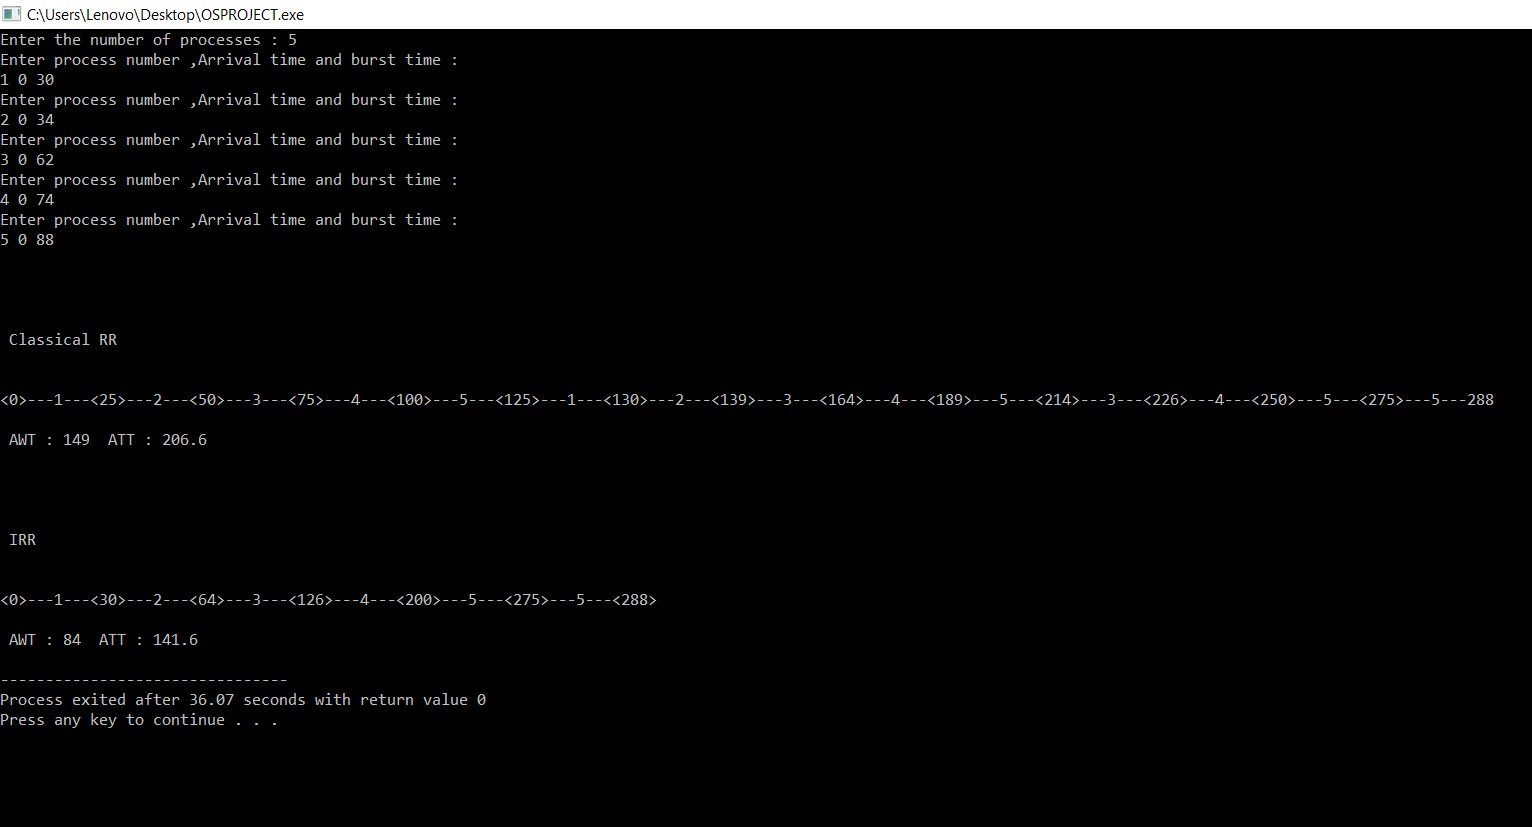 C:\Users\Lenovo\Desktop\OSPROJECT.exe
Enter the number of processes : 5
Enter process number ,Arrival time and burst time :
1 0 30
Enter process number ,Arrival time and burst time :
2 0 34
Enter process number ,Arrival time and burst time :
3 0 62
Enter process number ,Arrival time and burst time :
4 0 74
Enter process number ,Arrival time and burst time :
5 0 88
Classical RR
<0>---1---<25>---2---<50>---3---<75>---4---<100>---5---<125>---1---<130>---2---<139>---3---<164>---4---<189>---5---<214>---3---<226>---4---<250>---5---<275>---5---288
AWT : 149  ATT : 206.6
IRR
<0>---1---<30>---2---<64>---3---<126>---4---<200>---5---<275>---5---<288>
AWT : 84  ATT : 141.6
--------------------------------
Process exited after 36.07 seconds with return value 0
Press any key to continue . . .